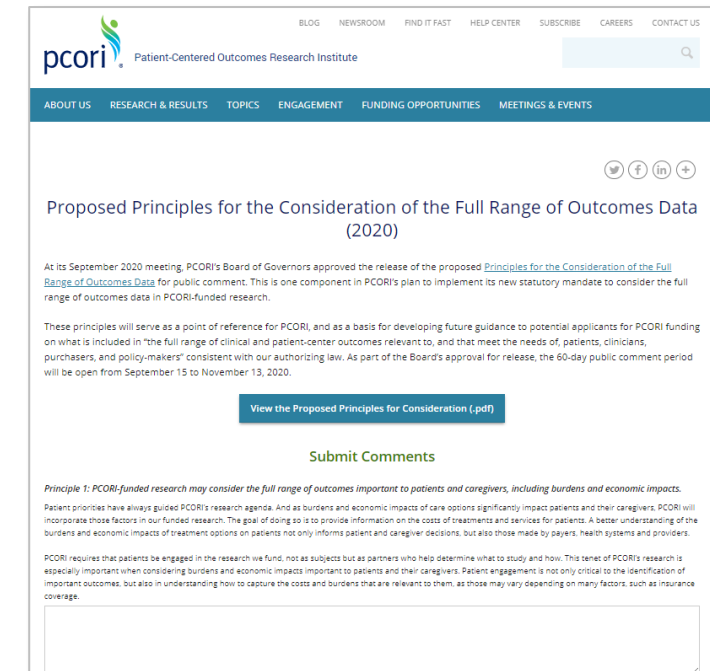 BLOG NEWSROOM FIND IT FAST HELP CENTER SUBSCRIBE CAREERS CONTACT US
pcori. Patient-Centered Outcomes Research Institute
ABOUT US RESEARCH & RESULTS TOPICS ENGAGEMENT FUNDING OPPORTUNITIES MEETINGS & EVENTS
Proposed Principles for the Consideration of the Full Range of Outcomes Data
(2020)
At its September 2020 meeting, PCORI's Board of Governors approved the release of the proposed Principles for the Consideration of the Full
Range of Outcomes Data for public comment. This is one component in PCORI's plan to implement its new statutory mandate to consider the full
range of outcomes data in PCORI-funded research.
These principles will serve as a point of reference for PCORI, and as a basis for developing future guidance to potential applicants for PCORI funding
on what is included in "the full range of clinical and patient-center outcomes relevant to, and that meet the needs of, patients, clinicians,
purchasers, and policy-makers" consistent with our authorizing law. As part of the Board's approval for release, the 60-day public comment period
will be open from September 15 to November 13, 2020.
View the Proposed Principles for Consideration (.pdf)
Submit Comments
Principle 1: PCORI-funded research may consider the full range of outcomes important to patients and caregivers, including burdens and economic impacts.
Patient priorities have always guided PCORI's research agenda. And as burdens and economic impacts of care options significantly impact patients and their caregivers, PCORI will
incorporate those factors in our funded research. The goal of doing so is to provide information on the costs of treatments and services for patients. A better understanding of the
burdens and economic impacts of treatment options on patients not only informs patient and caregiver decisions, but also those made by payers, health systems and providers.
PCORI requires that patients be engaged in the research we fund, not as subjects but as partners who help determine what to study and how. This tenet of PCORI's research is
especially important when considering burdens and economic impacts important to patients and their caregivers. Patient engagement is not only critical to the identification of
important outcomes, but also in understanding how to capture the costs and burdens that are relevant to them, as those may vary depending on many factors, such as insurance
coverage.